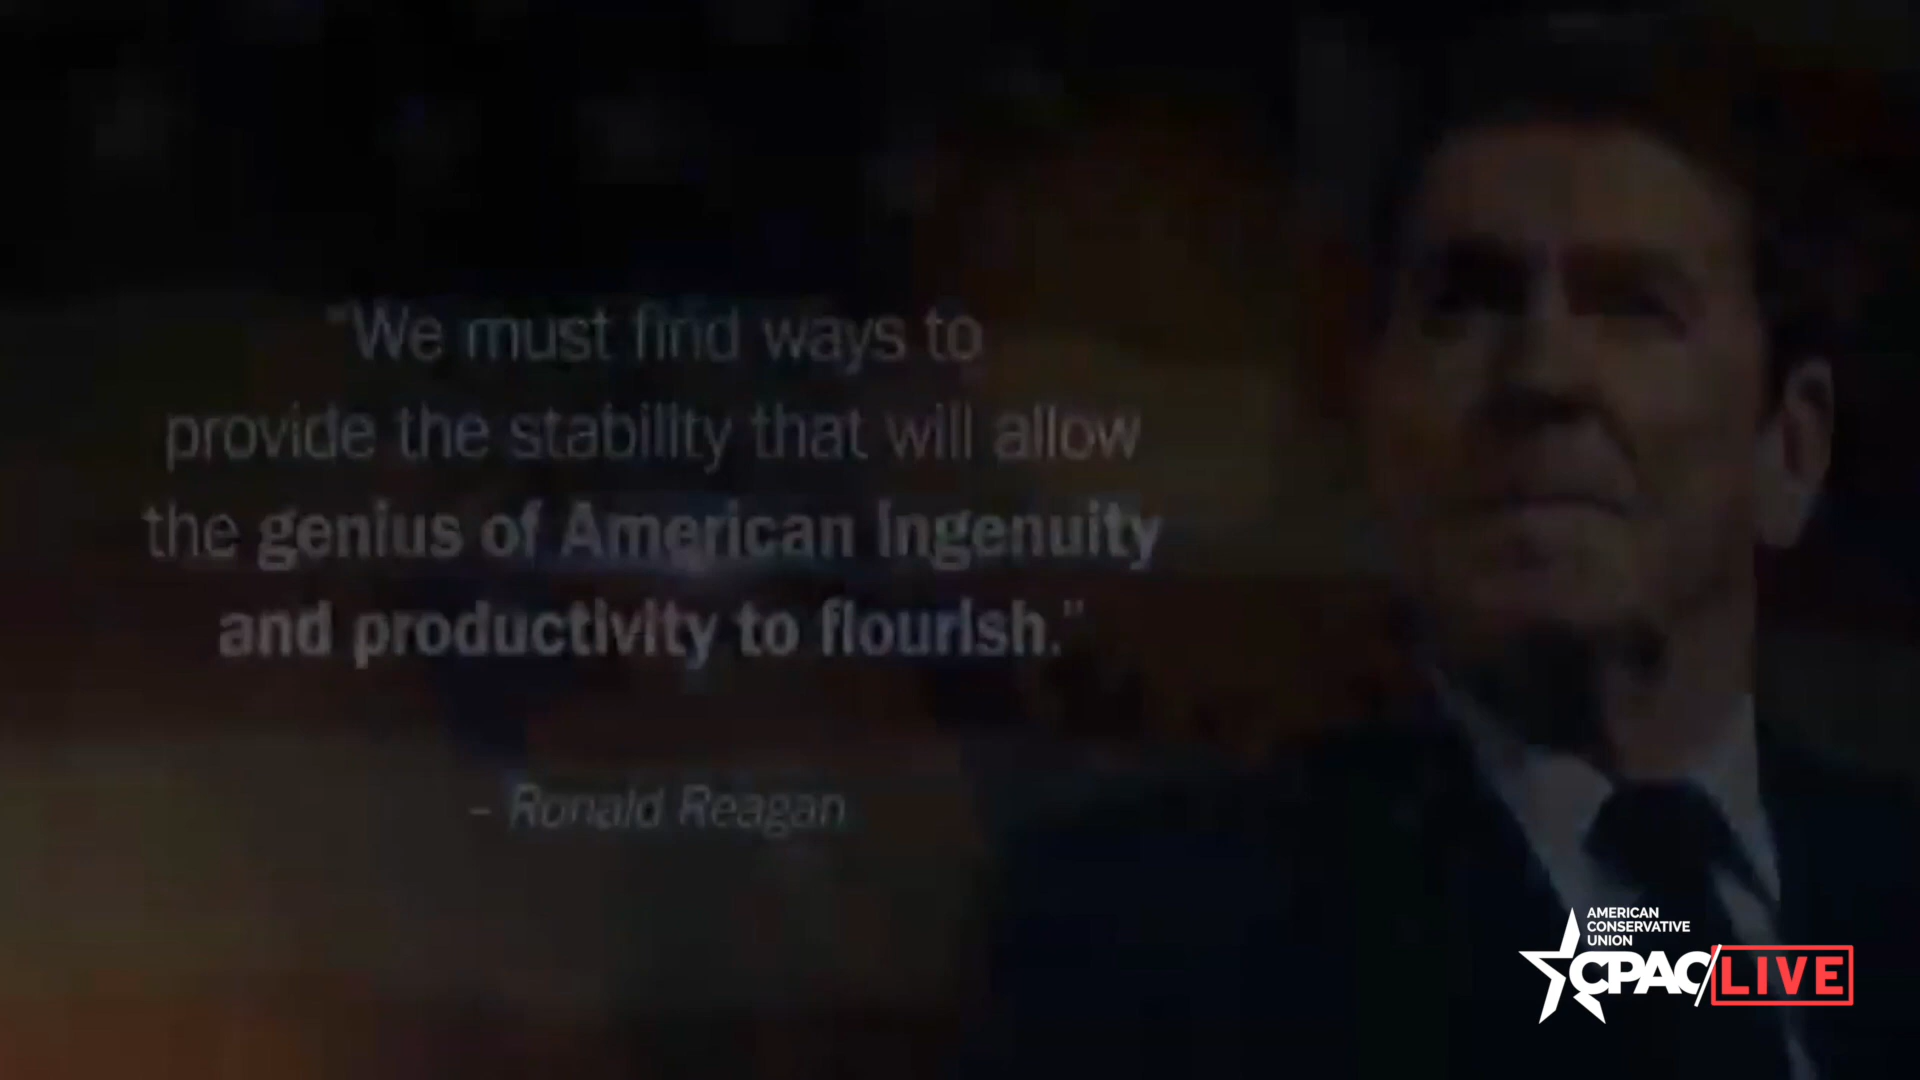 "We must find ways to
provide the stability that will allow
the genius of American ingenuity
and productivity to flourish."
– Ronald Reagan
AMERICAN
CONSERVATIVE
UNION
CPAC/LIVE